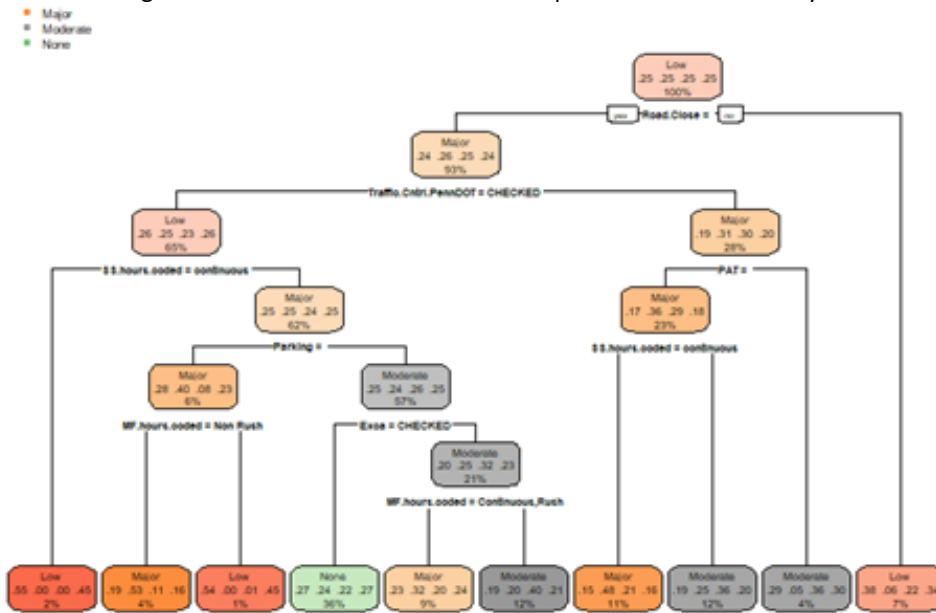 Major
Moderate
None
Low
.25 .25 .25 .25
100%
yes Road.Close = no
Major
.24 .26 .25 .24
93%
Traffic.Cntrl.PennDOT = CHECKED
Low
.26 .25 .23 .26
65%
Major
.19 .31 .30 .20
28%
SS.hours.coded = continuous
PAT =
Major
.25 .25 .24 .25
62%
Major
.17 .36 .29 .18
23%
Parking =
SS.hours.coded = continuous
Major
.28 .40 .08 .23
6%
Moderate
.25 .24 .26 .25
57%
MF.hours.coded = Non Rush
Exca = CHECKED
Moderate
.20 .25 .32 .23
21%
MF.hours.coded = Continuous,Rush
Low
.55 .00 .00 .45
2%
Major
.19 .53 .11 .16
4%
Low
.54 .00 .01 .45
1%
None
.27 .24 .22 .27
36%
Major
.23 .32 .20 .24
9%
Moderate
.19 .20 .40 .21
12%
Major
.15 .48 .21 .16
11%
Moderate
.19 .25 .36 .20
12%
Moderate
.29 .05 .36 .30
4%
Low
.38 .06 .22
7%